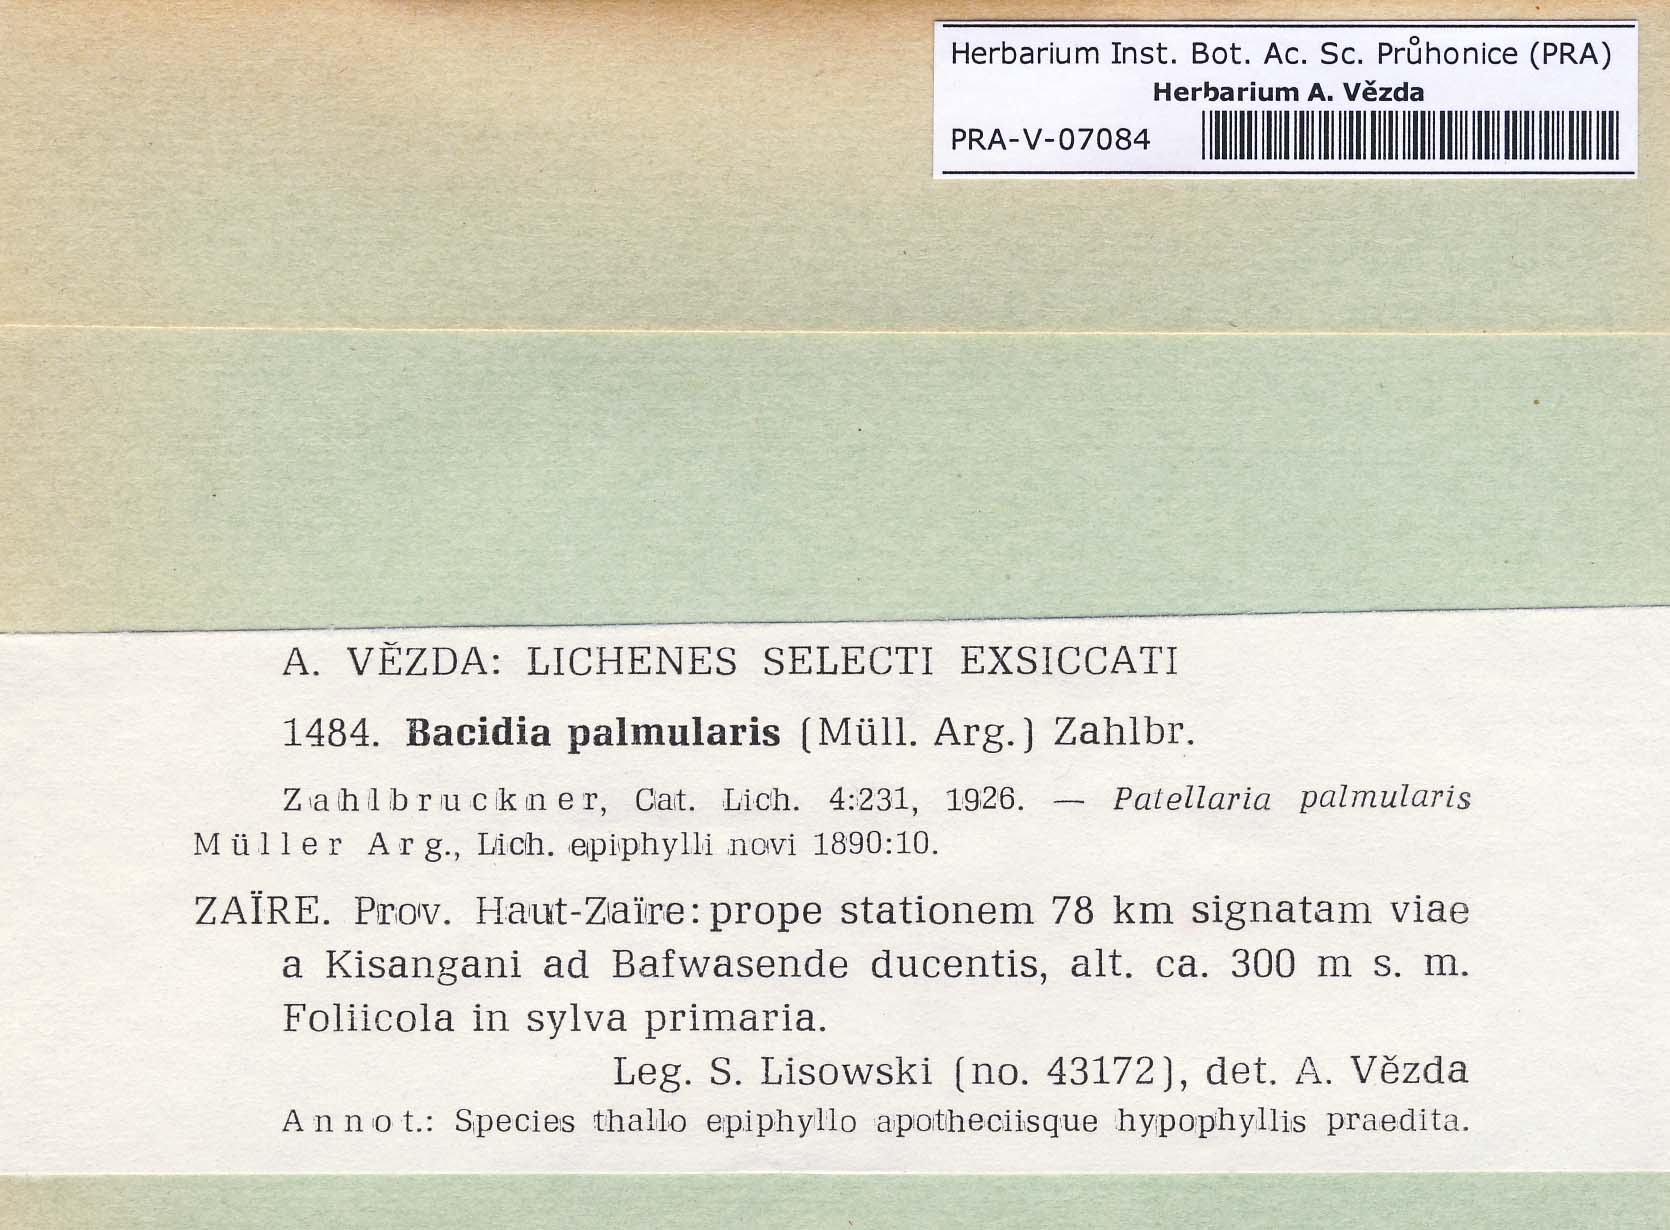 Herbarium Inst. Bot. Ac. Sc. Průhonice (PRA)
Herbarium A. Vězda
PRA-V-07084
A. VĚZDA: LICHENES SELECTI EXSICCATI
1484. Bacidia palmularis (Müll. Arg.) Zahlbr.
Zahlbruckner, Cat. Lich. 4:231, 1926. — Patellaria palmularis
Müller Arg., Lich. epiphylli novi 1890:10.
ZAÏRE. Prov. Haut-Zaïre: prope stationem 78 km signatam viae
a Kisangani ad Bafwasende ducentis, alt. ca. 300 m s. m.
Foliicola in sylva primaria.
Leg. S. Lisowski (no. 43172), det. A. Vězda
Annot.: Species thallo epiphyllo apotheciisque hypophyllis praedita.